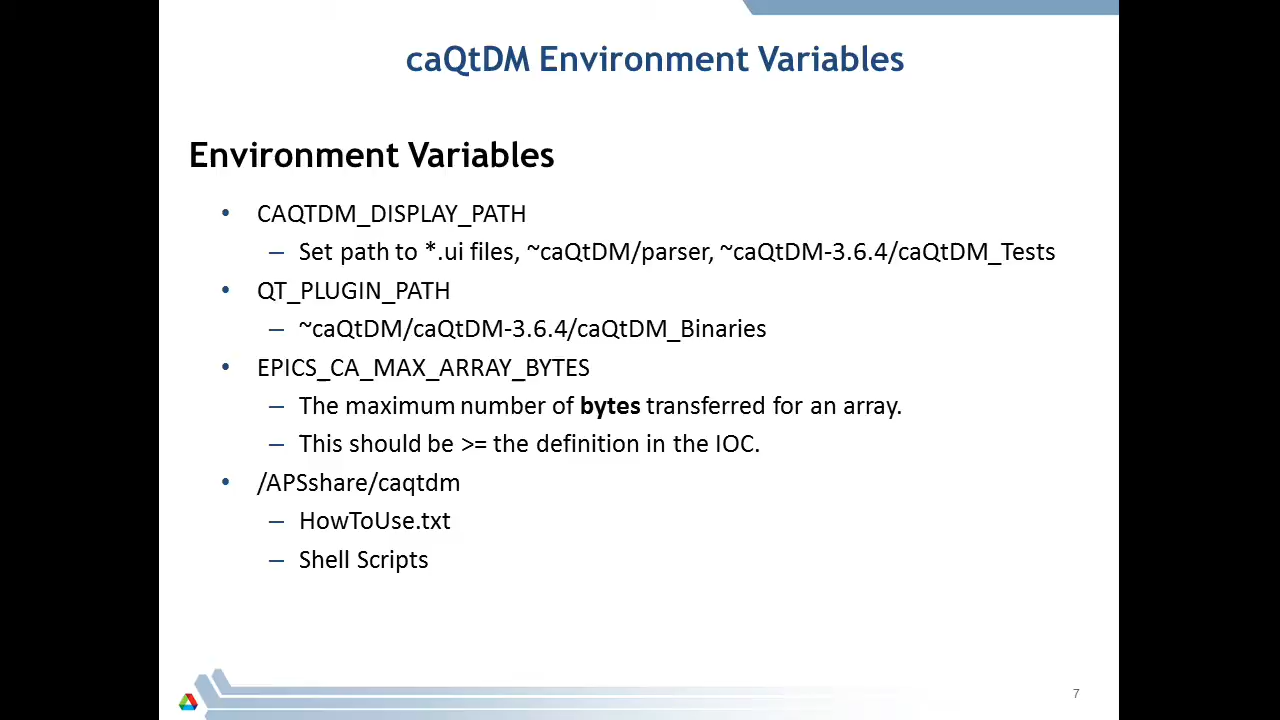 caQtDM Environment Variables
Environment Variables
• CAQTDM_DISPLAY_PATH
– Set path to *.ui files, ~caQtDM/parser, ~caQtDM-3.6.4/caQtDM_Tests
• QT_PLUGIN_PATH
– ~caQtDM/caQtDM-3.6.4/caQtDM_Binaries
• EPICS_CA_MAX_ARRAY_BYTES
– The maximum number of bytes transferred for an array.
– This should be >= the definition in the IOC.
• /APSshare/caqtdm
– HowToUse.txt
– Shell Scripts
7